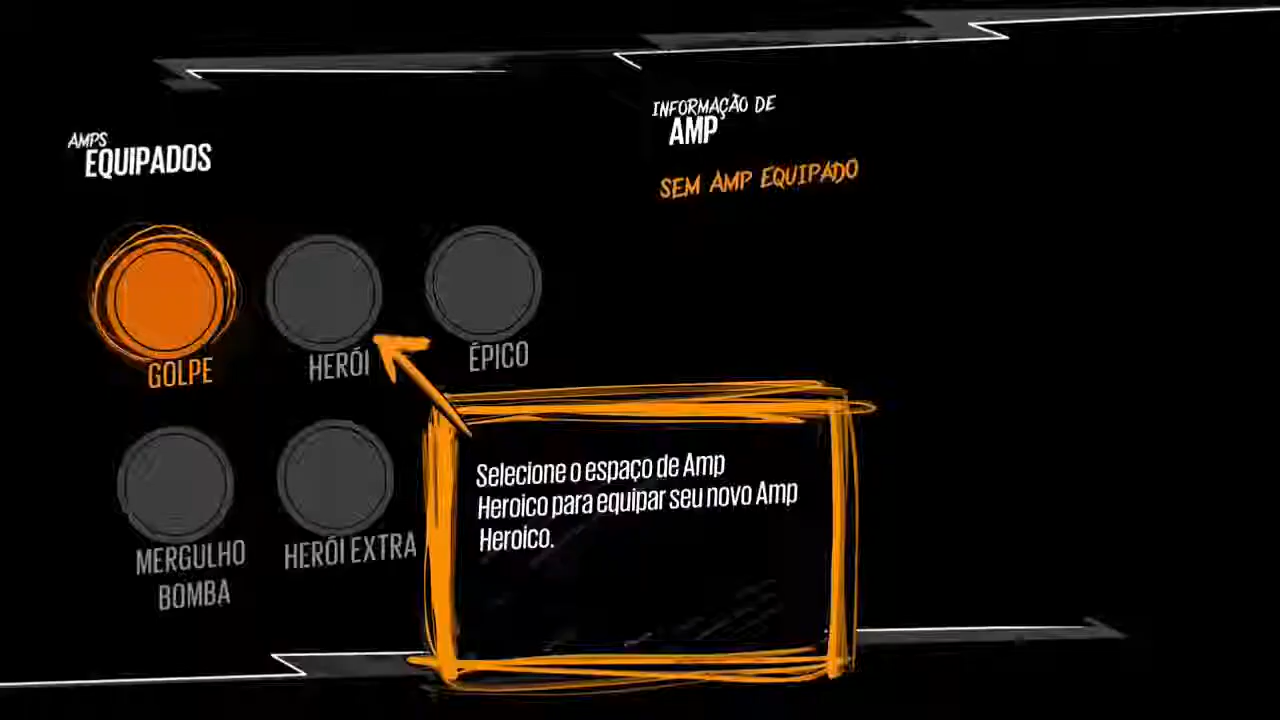 AMPS
EQUIPADOS
INFORMAÇÃO DE
AMP
SEM AMP EQUIPADO
GOLPE
HERÓI
ÉPICO
MERGULHO
BOMBA
HERÓI EXTRA
Selecione o espaço de Amp
Heroico para equipar seu novo Amp
Heroico.